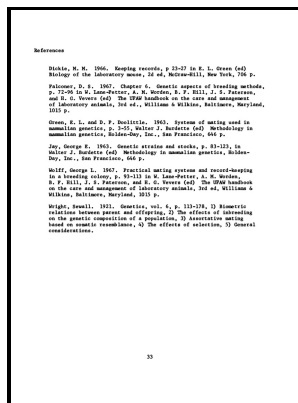 References
Dickie, M. M. 1966. Keeping records, p 23-27 in E. L. Green (ed)
Biology of the laboratory mouse, 2d ed, McGraw-Hill, New York, 706 p.
Falconer, D. S. 1967. Chapter 6. Genetic aspects of breeding methods,
p. 72-96 in W. Lane-Petter, A. N. Worden, B. F. Hill, J. S. Paterson,
and H. G. Vevere (ed) The UFAW handbook on the care and management
of laboratory animals, 3rd ed., Williams & Wilkins, Baltimore, Maryland,
1015 p.
Green, E. L. and D. P. Doolittle. 1963. Systems of mating used in
mammalian genetics, p. 3-55, Walter J. Burdette (ed) Methodology in
mammalian genetics, Holden-Day, Inc., San Francisco, 646 p.
Jay, George E. 1963. Genetic strains and stocks, p. 83-123, in
Walter J. Burdette (ed) Methodology in mammalian genetics, Holden-
Day, Inc., San Francisco, 646 p.
Wolff, George L. 1967. Practical mating systems and record-keeping
in a breeding colony, p. 93-113 in W. Lane-Petter, A. N. Worden,
B. F. Hill, J. S. Paterson, and H. G. Vevers (ed) The UFAW handbook
on the care and management of laboratory animals, 3rd ed, Williams &
Wilkins, Baltimore, Maryland, 1015 p.
Wright, Sewall. 1921. Genetics, vol. 6, p. 111-178, 1) Biometric
relations between parent and offspring, 2) The effects of inbreeding
on the genetic composition of a population, 3) Assortative mating
based on somatic resemblance, 4) The effects of selection, 5) General
considerations.
33